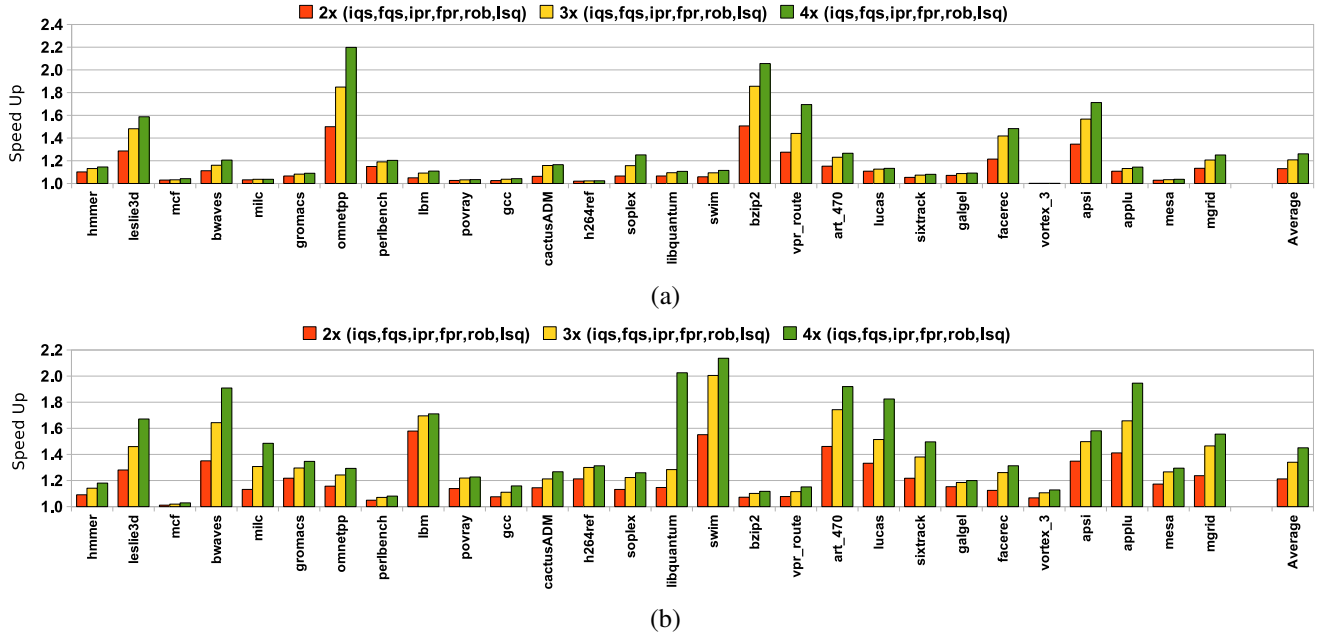 2x (iqs,fqs,ipr,fpr,rob,lsq) 3x (iqs,fqs,ipr,fpr,rob,lsq) 4x (iqs,fqs,ipr,fpr,rob,lsq)
Speed Up
2.4
2.2
2.0
1.8
1.6
1.4
1.2
1.0
hmmer
leslie3d
mcf
bwaves
milc
gromacs
omnetpp
perlbench
lbm
povray
gcc
cactusADM
h264ref
soplex
libquantum
swim
bzip2
vpr_route
art_470
lucas
sixtrack
galgel
facerec
vortex_3
apsi
applu
mesa
mgrid
Average
(a)
2x (iqs,fqs,ipr,fpr,rob,lsq) 3x (iqs,fqs,ipr,fpr,rob,lsq) 4x (iqs,fqs,ipr,fpr,rob,lsq)
Speed Up
2.2
2.0
1.8
1.6
1.4
1.2
1.0
hmmer
leslie3d
mcf
bwaves
milc
gromacs
omnetpp
perlbench
lbm
povray
gcc
cactusADM
h264ref
soplex
libquantum
swim
bzip2
vpr_route
art_470
lucas
sixtrack
galgel
facerec
vortex_3
apsi
applu
mesa
mgrid
Average
(b)